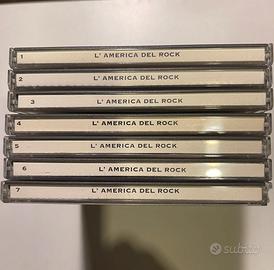 1 L' AMERICA DEL ROCK
2 L' AMERICA DEL ROCK
3 L' AMERICA DEL ROCK
4 L' AMERICA DEL ROCK
5 L' AMERICA DEL ROCK
6 L' AMERICA DEL ROCK
7 L' AMERICA DEL ROCK
subito